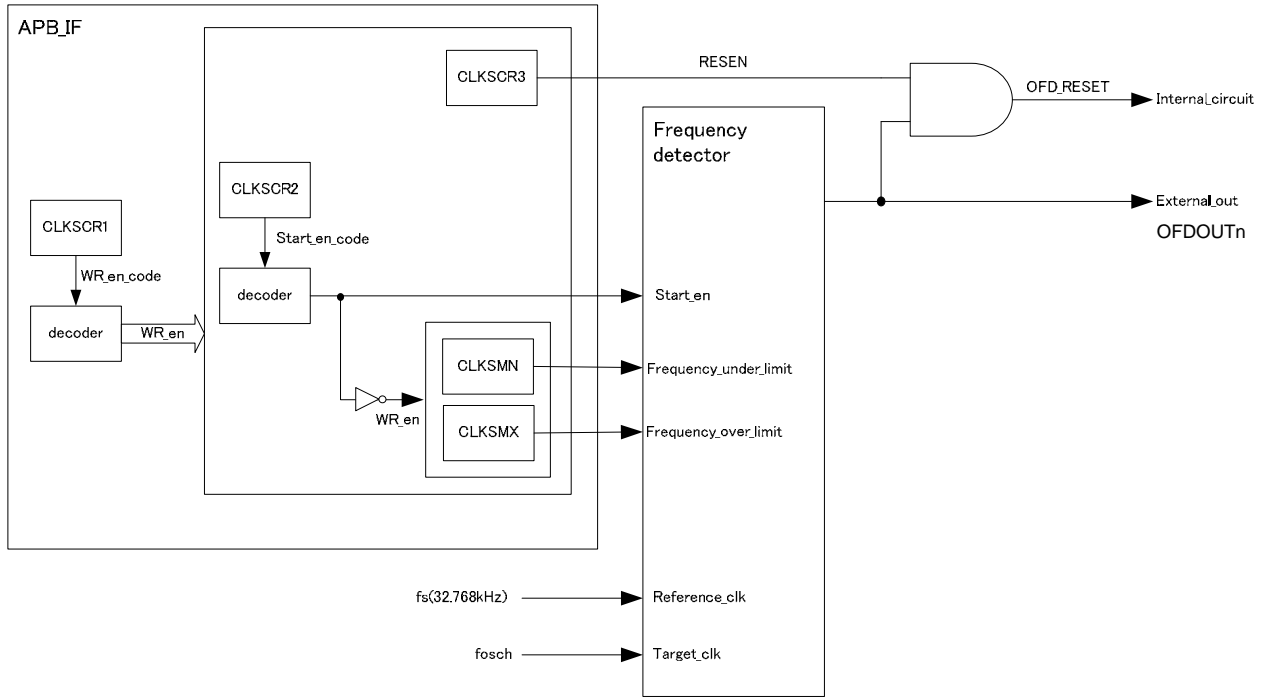 APB_IF
CLKSCR3
RESEN
OFD_RESET
Internal_circuit
Frequency
detector
CLKSCR2
External_out
OFDOUTn
CLKSCR1
Start_en_code
WR_en_code
decoder
Start_en
decoder
WR_en
CLKSMN
Frequency_under_limit
WR_en
CLKSMX
Frequency_over_limit
fs(32.768kHz)
Reference_clk
fosch
Target_clk